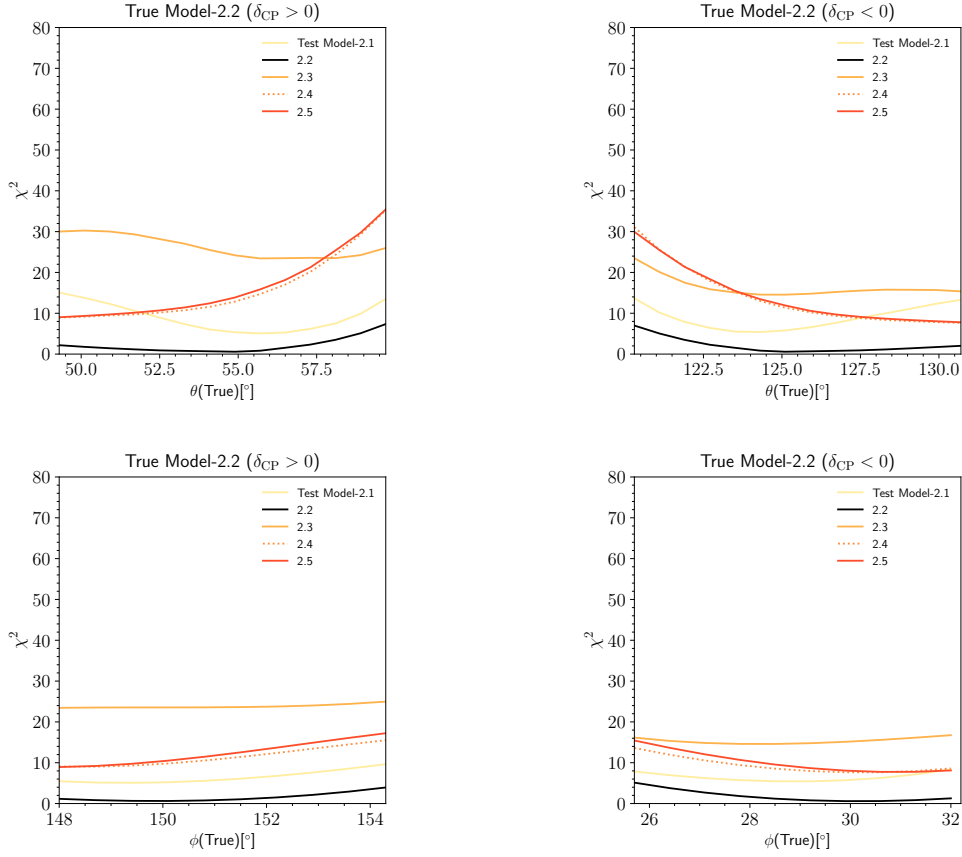 True Model-2.2 (δCP > 0)
80
70
60
50
40
30
20
10
0
χ²
Test Model-2.1
2.2
2.3
2.4
2.5
50.0 52.5 55.0 57.5
θ(True)[°]
True Model-2.2 (δCP < 0)
80
70
60
50
40
30
20
10
0
χ²
Test Model-2.1
2.2
2.3
2.4
2.5
122.5 125.0 127.5 130.0
θ(True)[°]
True Model-2.2 (δCP > 0)
80
70
60
50
40
30
20
10
0
χ²
Test Model-2.1
2.2
2.3
2.4
2.5
148 150 152 154
ϕ(True)[°]
True Model-2.2 (δCP < 0)
80
70
60
50
40
30
20
10
0
χ²
Test Model-2.1
2.2
2.3
2.4
2.5
26 28 30 32
ϕ(True)[°]